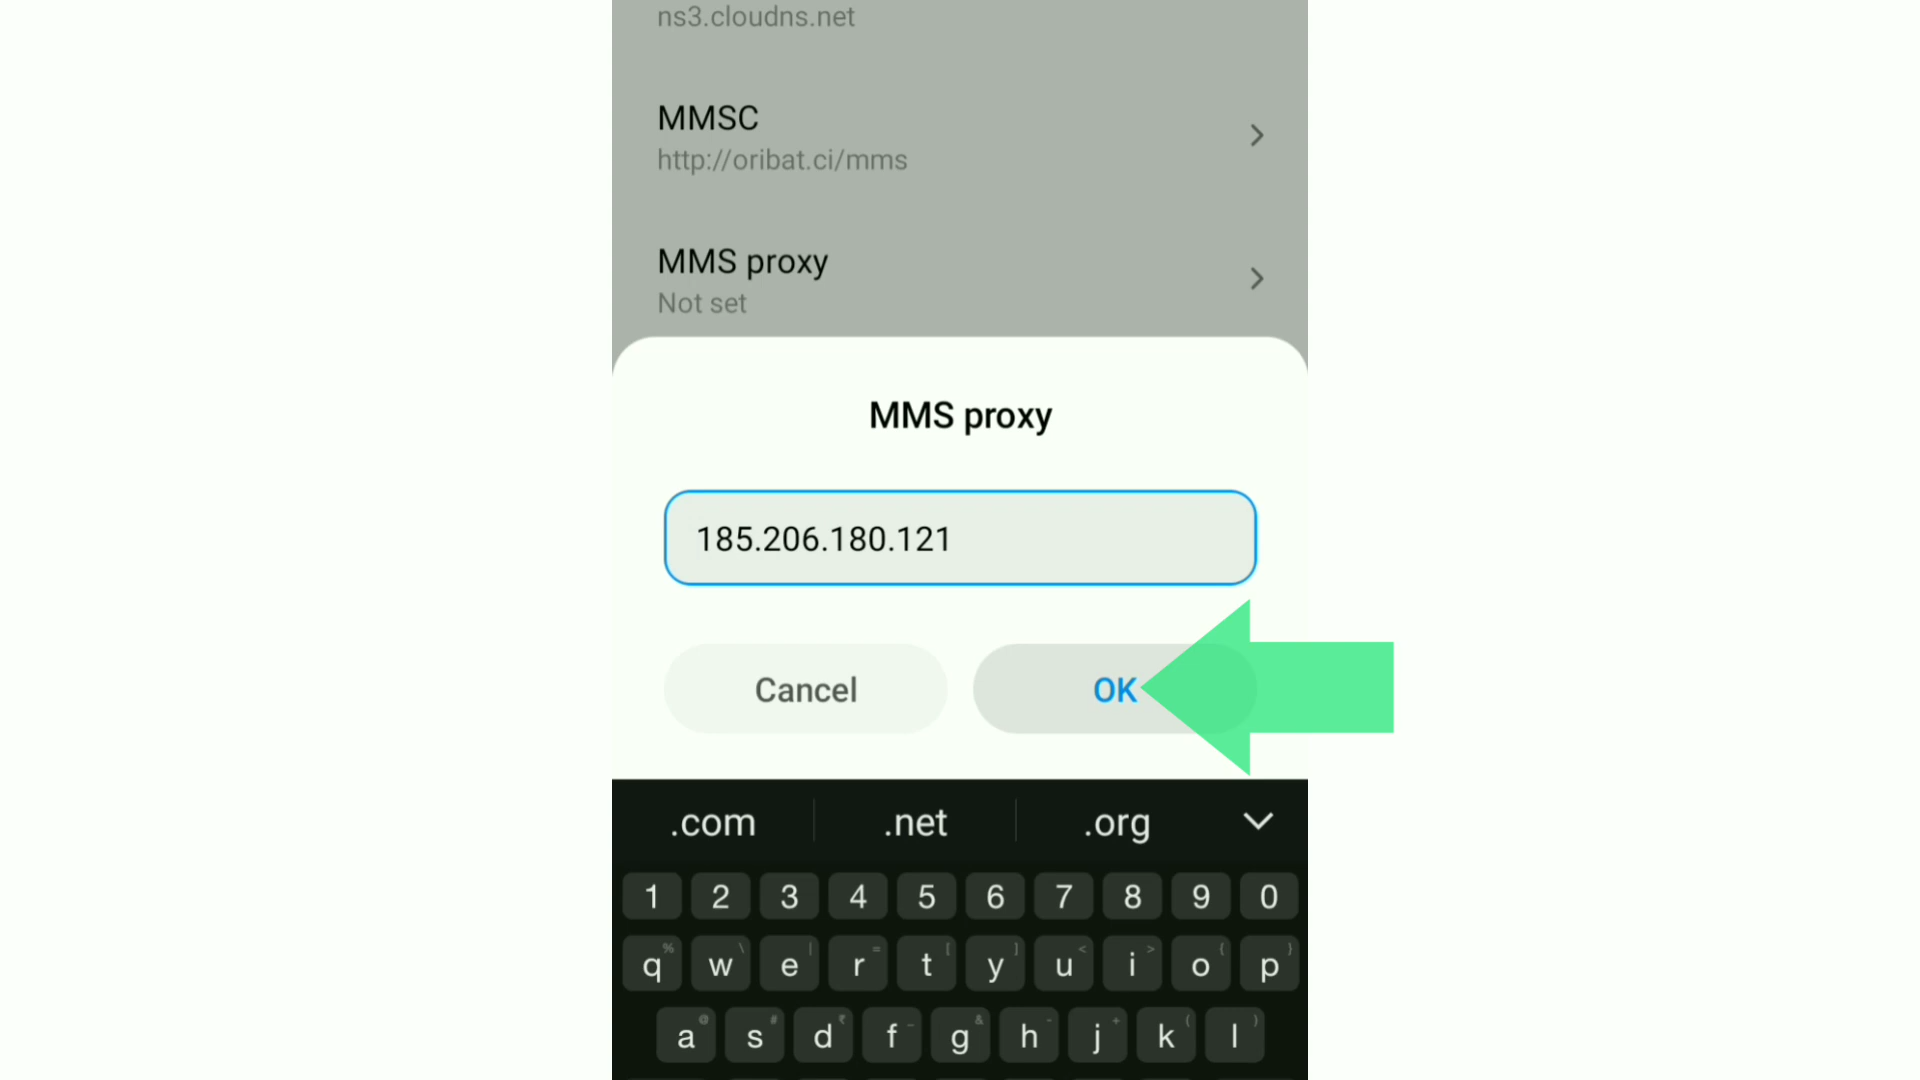 ns3.cloudns.net
MMSC
http://oribat.ci/mms
MMS proxy
Not set
MMS proxy
185.206.180.121
Cancel
OK
.com .net .org
1 2 3 4 5 6 7 8 9 0
% \ | = [ ] < > { }
q w e r t y u i o p
@ # ₹ _ & - + ( )
a s d f g h j k l